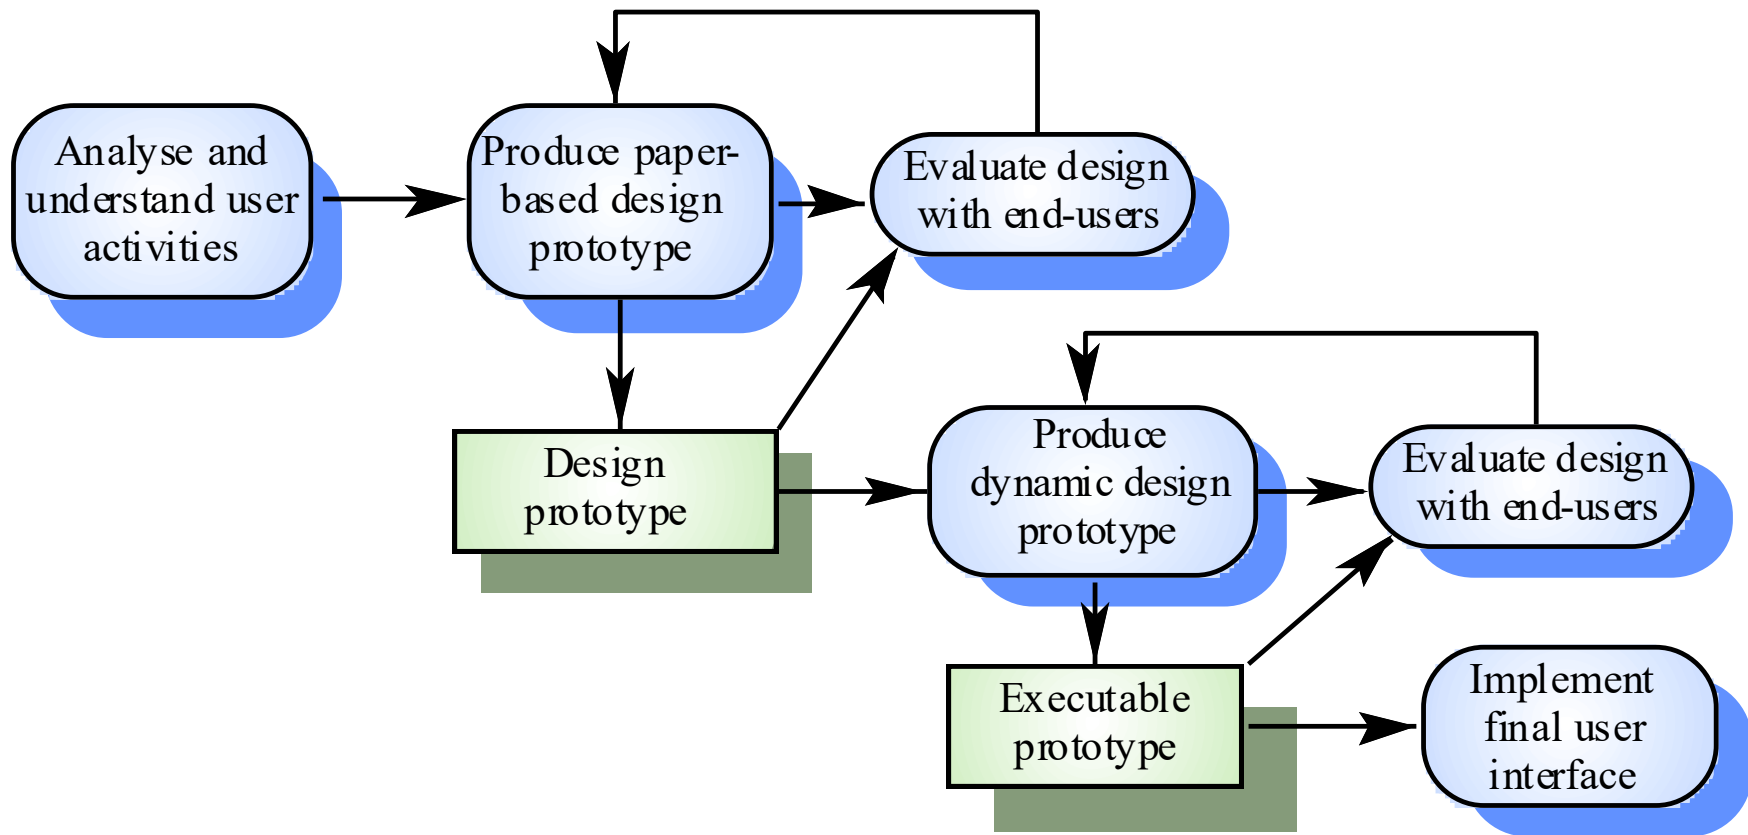 Analyse and
understand user
activities
Produce paper-
based design
prototype
Evaluate design
with end-users
Design
prototype
Produce
dynamic design
prototype
Evaluate design
with end-users
Executable
prototype
Implement
final user
interface